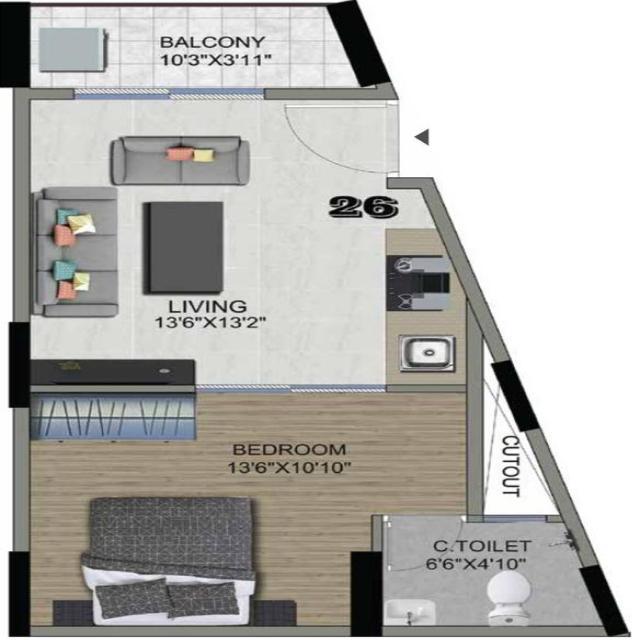 BALCONY
10'3"X3'11"
26
LIVING
13'6"X13'2"
BEDROOM
13'6"X10'10"
CUTOUT
C.TOILET
6'6"X4'10"